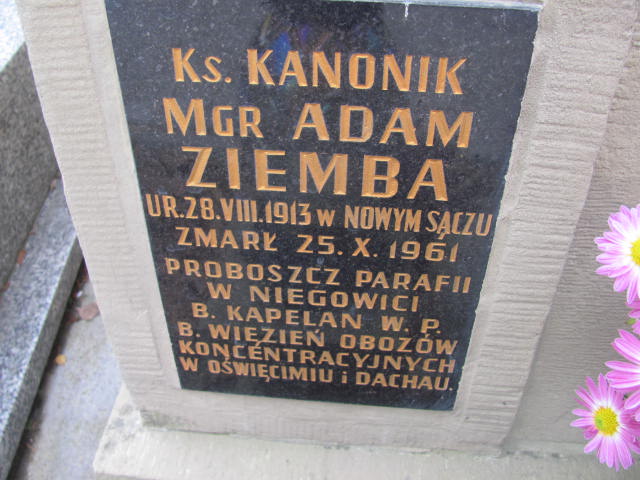 Ks. KANONIK
MGR ADAM
ZIEMBA
UR. 28.VIII.1913 W NOWYM SĄCZU
ZMARŁ 25.X.1961
PROBOSZCZ PARAFII
W NIEGOWICI
B. KAPELAN W. P.
B. WIĘZIEŃ OBOZÓW
KONCENTRACYJNYCH
W OŚWIĘCIMIU i DACHAU.